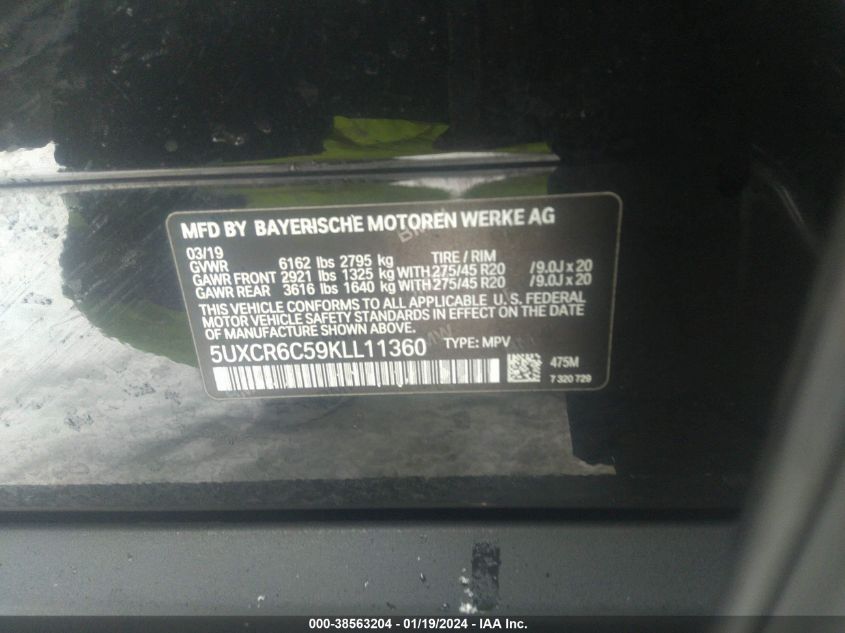 MFD BY BAYERISCHE MOTOREN WERKE AG
03/19 TIRE / RIM
GVWR 6162 lbs 2795 kg
GAWR FRONT 2921 lbs 1325 kg WITH 275/45 R20 /9.0J x 20
GAWR REAR 3616 lbs 1640 kg WITH 275/45 R20 /9.0J x 20
THIS VEHICLE CONFORMS TO ALL APPLICABLE U. S. FEDERAL
MOTOR VEHICLE SAFETY STANDARDS IN EFFECT ON THE DATE
OF MANUFACTURE SHOWN ABOVE.
5UXCR6C59KLL11360 TYPE: MPV
475M
7 320 729
000-38563204 - 01/19/2024 - IAA Inc.